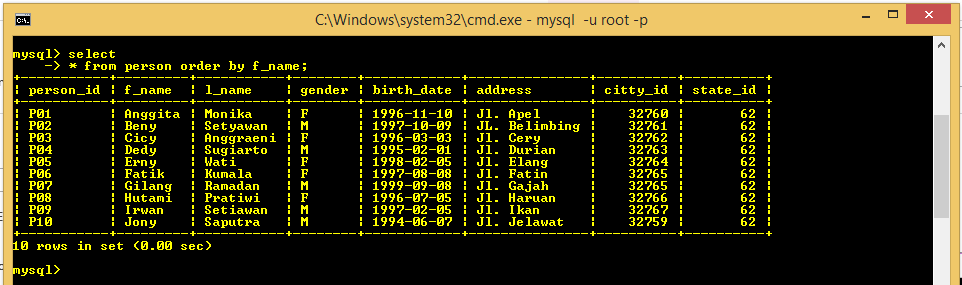 C:\Windows\system32\cmd.exe - mysql -u root -p
mysql> select
-> * from person order by f_name;
+-----------+---------+-----------+--------+------------+---------------+----------+----------+
| person_id | f_name | l_name | gender | birth_date | address | citty_id | state_id |
+-----------+---------+-----------+--------+------------+---------------+----------+----------+
| P01 | Anggita | Monika | F | 1996-11-10 | Jl. Apel | 32760 | 62 |
| P02 | Beny | Setyawan | M | 1997-10-09 | JL. Belimbing | 32761 | 62 |
| P03 | Cicy | Anggraeni | F | 1996-03-03 | Jl. Cery | 32762 | 62 |
| P04 | Dedy | Sugiarto | M | 1995-02-01 | Jl. Durian | 32763 | 62 |
| P05 | Erny | Wati | F | 1998-02-05 | Jl. Elang | 32764 | 62 |
| P06 | Fatik | Kumala | F | 1997-08-08 | Jl. Fatin | 32765 | 62 |
| P07 | Gilang | Ramadan | M | 1999-09-08 | Jl. Gajah | 32765 | 62 |
| P08 | Hutami | Pratiwi | F | 1996-07-05 | Jl. Haruan | 32766 | 62 |
| P09 | Irwan | Setiawan | M | 1997-02-05 | Jl. Ikan | 32767 | 62 |
| P10 | Jony | Saputra | M | 1994-06-07 | Jl. Jelawat | 32759 | 62 |
+-----------+---------+-----------+--------+------------+---------------+----------+----------+
10 rows in set (0.00 sec)
mysql>